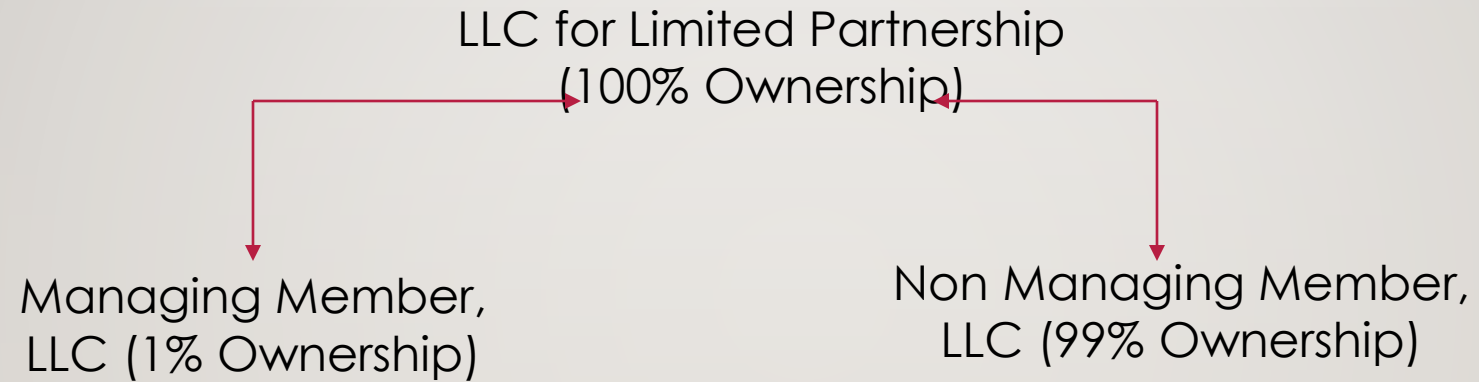 LLC for Limited Partnership
(100% Ownership)
Managing Member,
LLC (1% Ownership)
Non Managing Member,
LLC (99% Ownership)